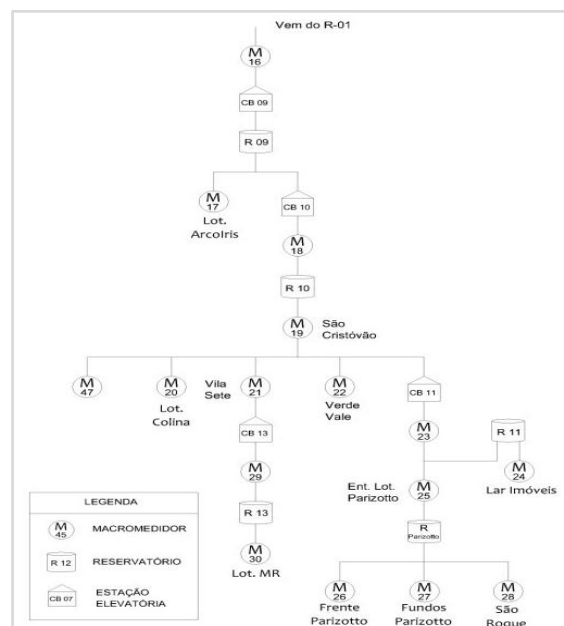 Vem do R-01
M
16
CB 09
R 09
M
17
Lot.
ArcoIris
CB 10
M
18
R 10
M
19
São
Cristóvão
M
47
M
20
Lot.
Colina
Vila
Sete
M
21
M
22
Verde
Vale
CB 11
CB 13
M
23
R 11
M
29
M
24
Lar Imóveis
Ent. Lot.
Parizotto
M
25
R 13
R
Parizotto
M
30
Lot. MR
M
26
Frente
Parizotto
M
27
Fundos
Parizotto
M
28
São
Roque
LEGENDA
M
45
MACROMEDIDOR
R 12
RESERVATÓRIO
CB 07
ESTAÇÃO
ELEVATÓRIA